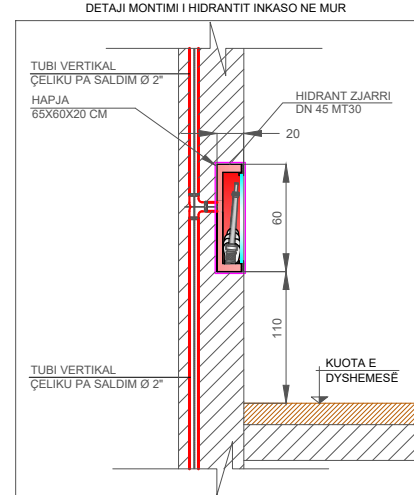 DETAJI MONTIMI I HIDRANTIT INKASO NE MUR
TUBI VERTIKAL
ÇELIKU PA SALDIM Ø 2"
HAPJA
65X60X20 CM
HIDRANT ZJARRI
DN 45 MT30
20
60
110
TUBI VERTIKAL
ÇELIKU PA SALDIM Ø 2"
KUOTA E
DYSHEMESË